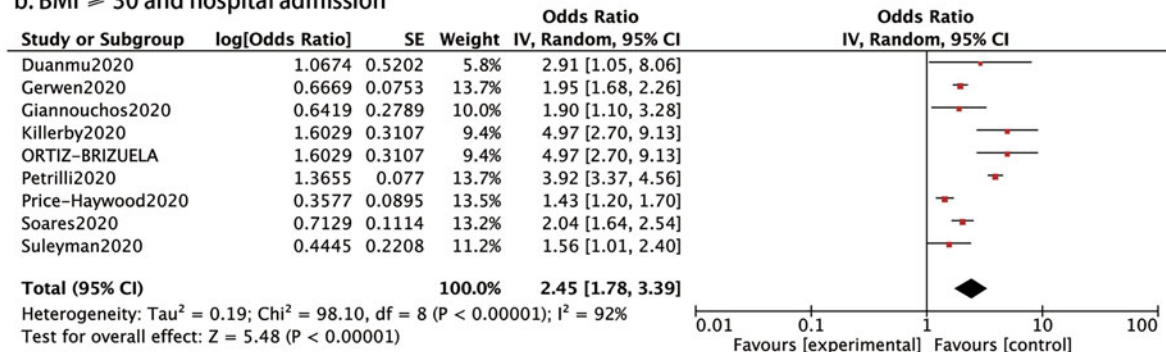 b. BMI ≥ 30 and hospital admission
Odds Ratio Odds Ratio
Study or Subgroup log[Odds Ratio] SE Weight IV, Random, 95% CI IV, Random, 95% CI
Duanmu2020 1.0674 0.5202 5.8% 2.91 [1.05, 8.06]
Gerwen2020 0.6669 0.0753 13.7% 1.95 [1.68, 2.26]
Giannouchos2020 0.6419 0.2789 10.0% 1.90 [1.10, 3.28]
Killerby2020 1.6029 0.3107 9.4% 4.97 [2.70, 9.13]
ORTIZ-BRIZUELA 1.6029 0.3107 9.4% 4.97 [2.70, 9.13]
Petrilli2020 1.3655 0.077 13.7% 3.92 [3.37, 4.56]
Price-Haywood2020 0.3577 0.0895 13.5% 1.43 [1.20, 1.70]
Soares2020 0.7129 0.1114 13.2% 2.04 [1.64, 2.54]
Suleyman2020 0.4445 0.2208 11.2% 1.56 [1.01, 2.40]
Total (95% CI) 100.0% 2.45 [1.78, 3.39]
Heterogeneity: Tau² = 0.19; Chi² = 98.10, df = 8 (P < 0.00001); I² = 92%
Test for overall effect: Z = 5.48 (P < 0.00001)
0.01 0.1 1 10 100
Favours [experimental] Favours [control]